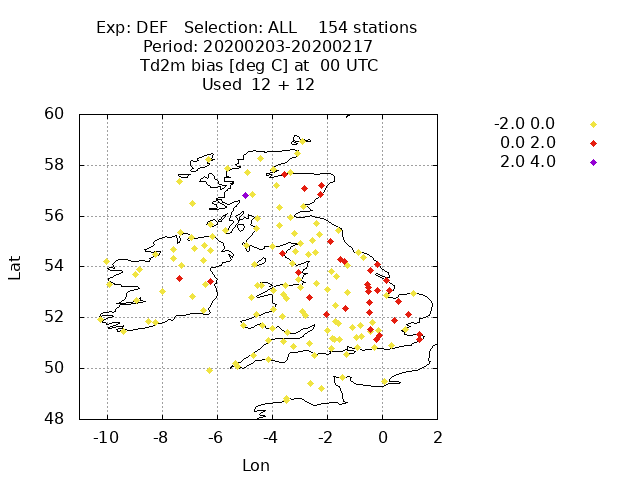 Exp: DEF Selection: ALL 154 stations
Period: 20200203-20200217
Td2m bias [deg C] at 00 UTC
Used 12 + 12
-2.0 0.0
0.0 2.0
2.0 4.0
60
58
56
54
52
50
48
Lat
-10 -8 -6 -4 -2 0 2
Lon